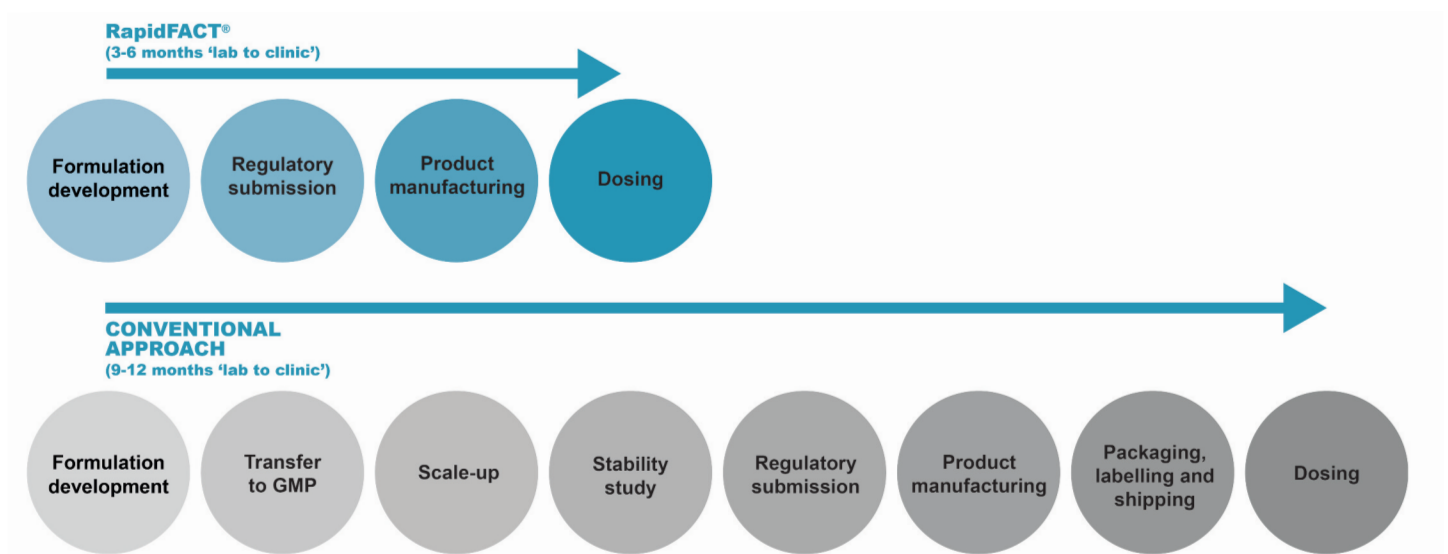 RapidFACT®
(3-6 months ‘lab to clinic’)
Formulation
development
Regulatory
submission
Product
manufacturing
Dosing
CONVENTIONAL
APPROACH
(9-12 months ‘lab to clinic’)
Formulation
development
Transfer
to GMP
Scale-up
Stability
study
Regulatory
submission
Product
manufacturing
Packaging,
labelling and
shipping
Dosing